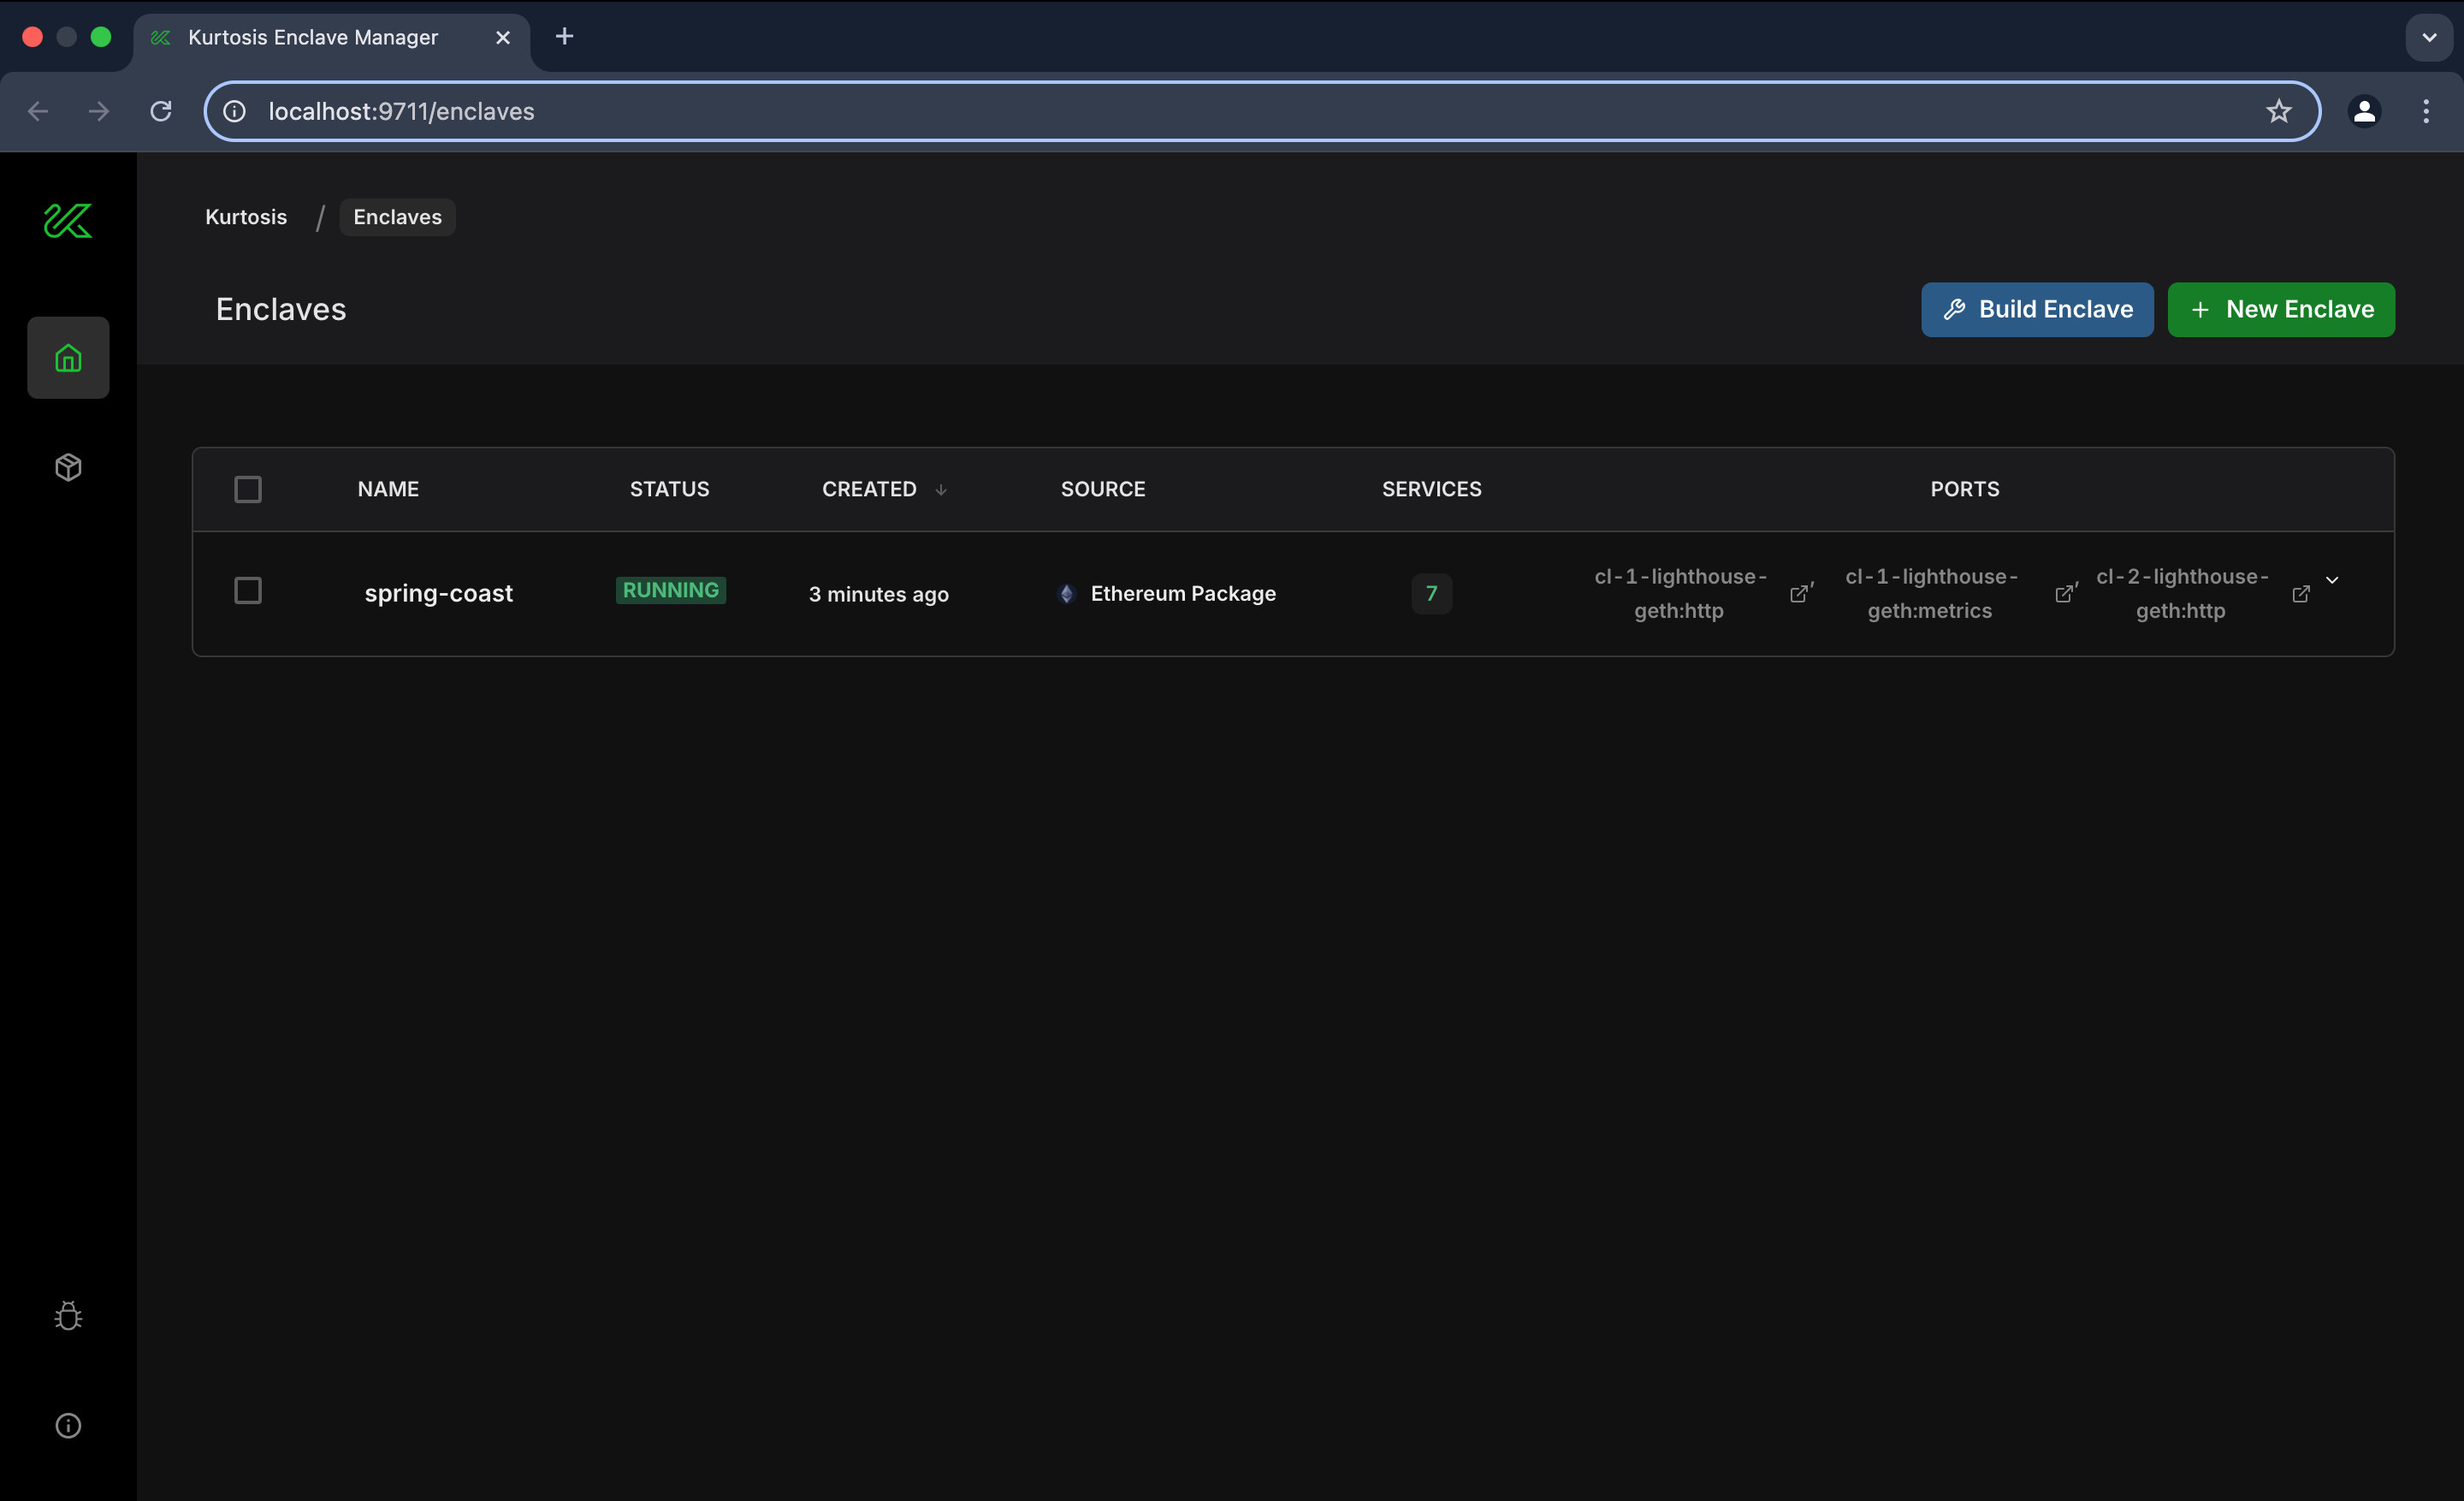 Kurtosis Enclave Manager
localhost:9711/enclaves
Kurtosis / Enclaves
Enclaves
Build Enclave
New Enclave
NAME STATUS CREATED SOURCE SERVICES PORTS
spring-coast RUNNING 3 minutes ago Ethereum Package 7
cl-1-lighthouse-geth:http , cl-1-lighthouse-geth:metrics , cl-2-lighthouse-geth:http